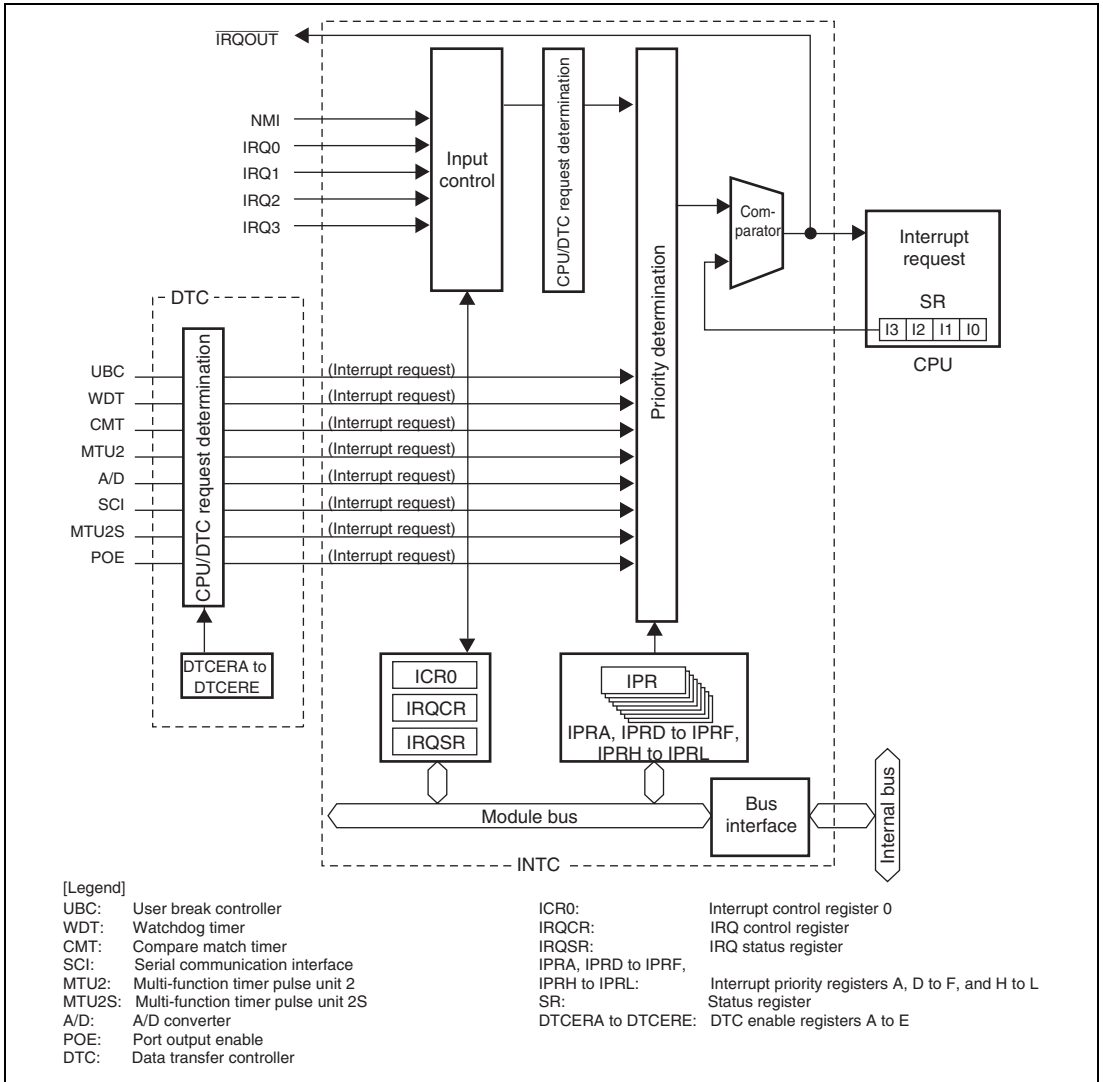 IRQOUT
NMI
IRQ0
IRQ1
IRQ2
IRQ3
Input
control
CPU/DTC request determination
Priority determination
Com-
parator
Interrupt
request
SR
I3 I2 I1 I0
CPU
DTC
CPU/DTC request determination
UBC
WDT
CMT
MTU2
A/D
SCI
MTU2S
POE
(Interrupt request)
(Interrupt request)
(Interrupt request)
(Interrupt request)
(Interrupt request)
(Interrupt request)
(Interrupt request)
(Interrupt request)
DTCERA to
DTCERE
ICR0
IRQCR
IRQSR
IPR
IPRA, IPRD to IPRF,
IPRH to IPRL
Module bus
Bus
interface
Internal bus
INTC
[Legend]
UBC: User break controller
WDT: Watchdog timer
CMT: Compare match timer
SCI: Serial communication interface
MTU2: Multi-function timer pulse unit 2
MTU2S: Multi-function timer pulse unit 2S
A/D: A/D converter
POE: Port output enable
DTC: Data transfer controller
ICR0: Interrupt control register 0
IRQCR: IRQ control register
IRQSR: IRQ status register
IPRA, IPRD to IPRF,
IPRH to IPRL: Interrupt priority registers A, D to F, and H to L
SR: Status register
DTCERA to DTCERE: DTC enable registers A to E